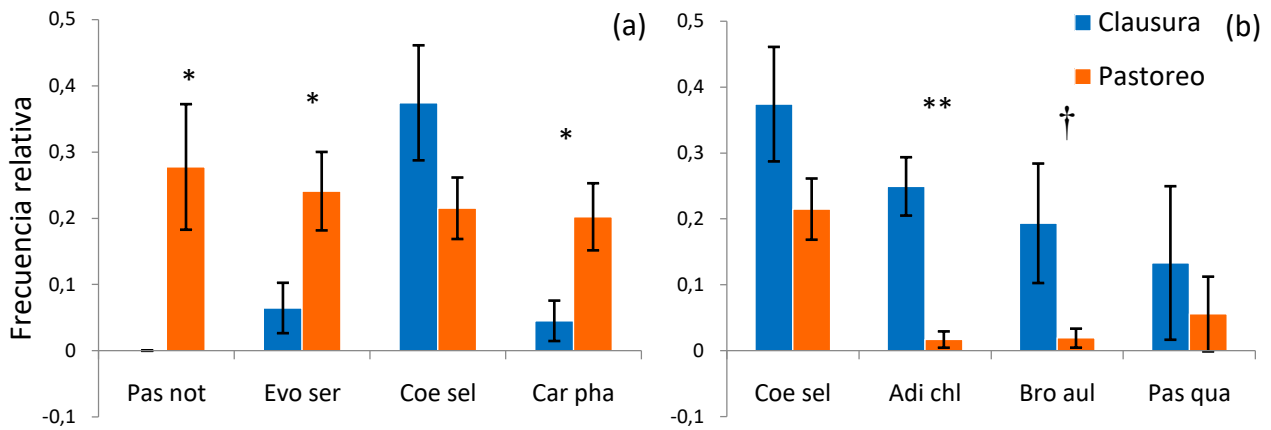 Frecuencia relativa
(a)
0,5
0,4
0,3
0,2
0,1
0
-0,1
*
*
*
Pas not Evo ser Coe sel Car pha
(b)
Clausura
Pastoreo
0,5
0,4
0,3
0,2
0,1
0
-0,1
**
†
Coe sel Adi chl Bro aul Pas qua